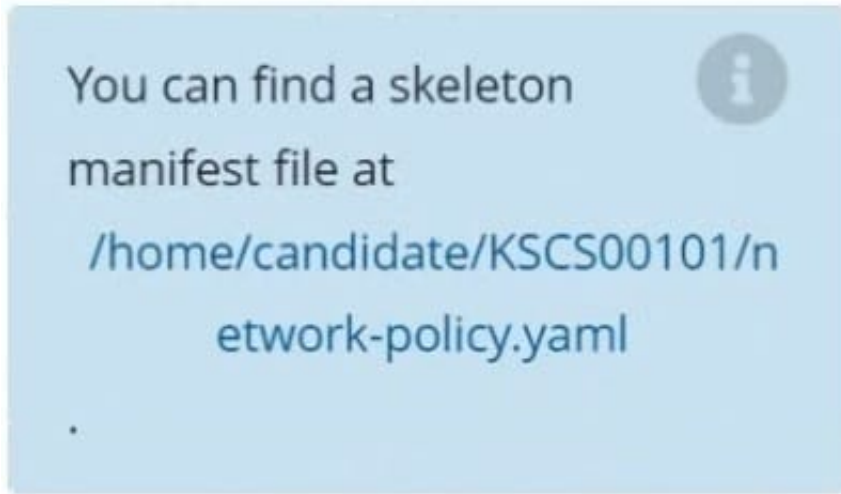 You can find a skeleton
manifest file at
/home/candidate/KSCS00101/n
etwork-policy.yaml
.